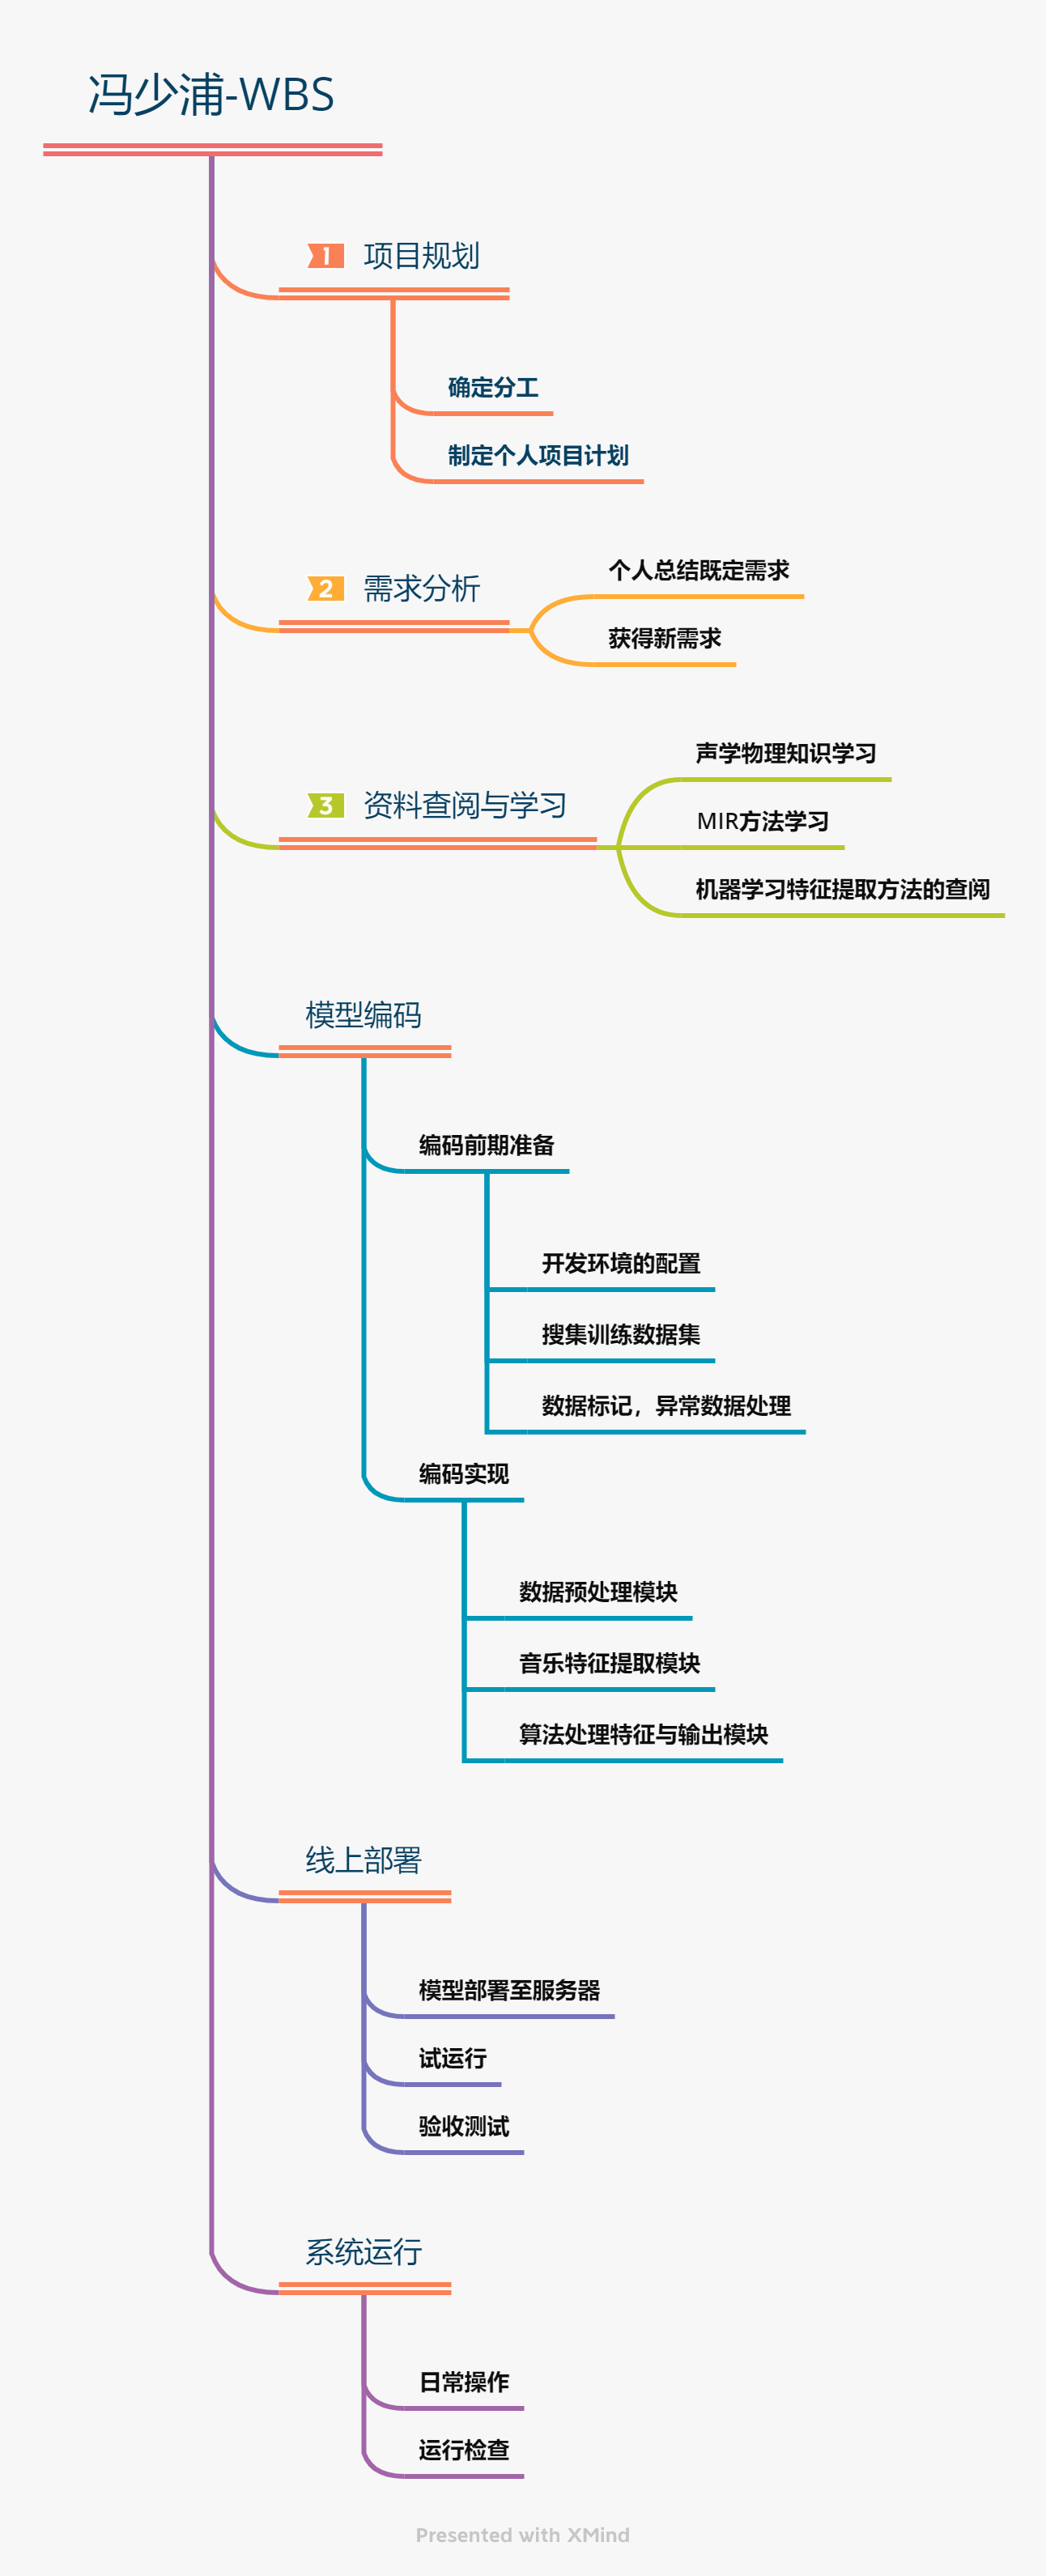 冯少浦-WBS
1 项目规划
确定分工
制定个人项目计划
2 需求分析
个人总结既定需求
获得新需求
3 资料查阅与学习
声学物理知识学习
MIR方法学习
机器学习特征提取方法的查阅
模型编码
编码前期准备
开发环境的配置
搜集训练数据集
数据标记，异常数据处理
编码实现
数据预处理模块
音乐特征提取模块
算法处理特征与输出模块
线上部署
模型部署至服务器
试运行
验收测试
系统运行
日常操作
运行检查
Presented with XMind